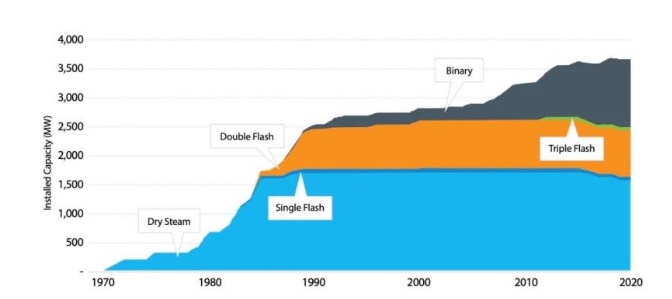 4,000
3,500
3,000
2,500
2,000
1,500
1,000
500
-
Installed Capacity (MW)
Binary
Double Flash
Triple Flash
Single Flash
Dry Steam
1970
1980
1990
2000
2010
2020